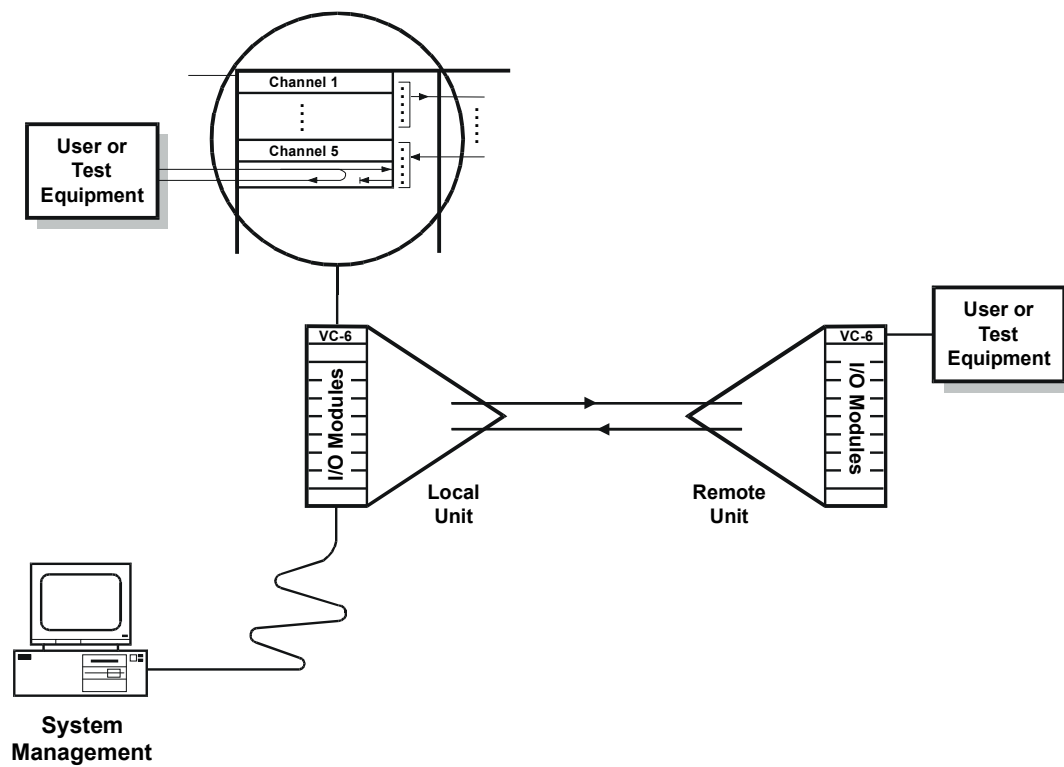 Channel 1
Channel 5
User or
Test
Equipment
User or
Test
Equipment
VC-6
I/O Modules
VC-6
I/O Modules
Local
Unit
Remote
Unit
System
Management